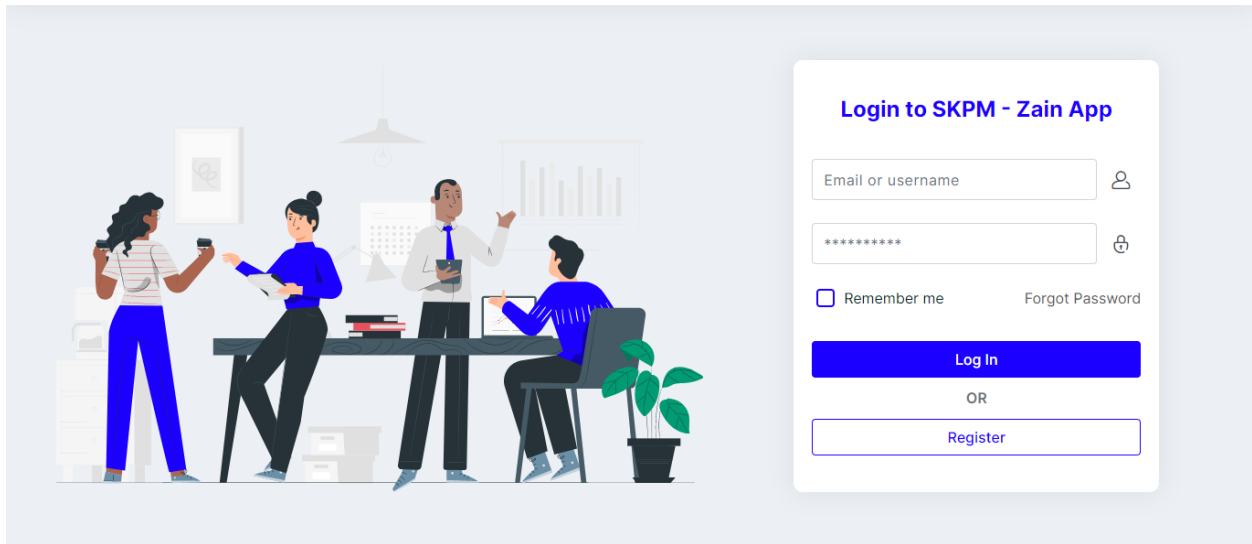 Login to SKPM - Zain App
Email or username
**********
Remember me
Forgot Password
Log In
OR
Register